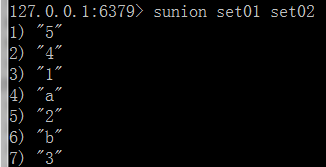 127.0.0.1:6379> sunion set01 set02
1) "5"
2) "4"
3) "1"
4) "a"
5) "2"
6) "b"
7) "3"